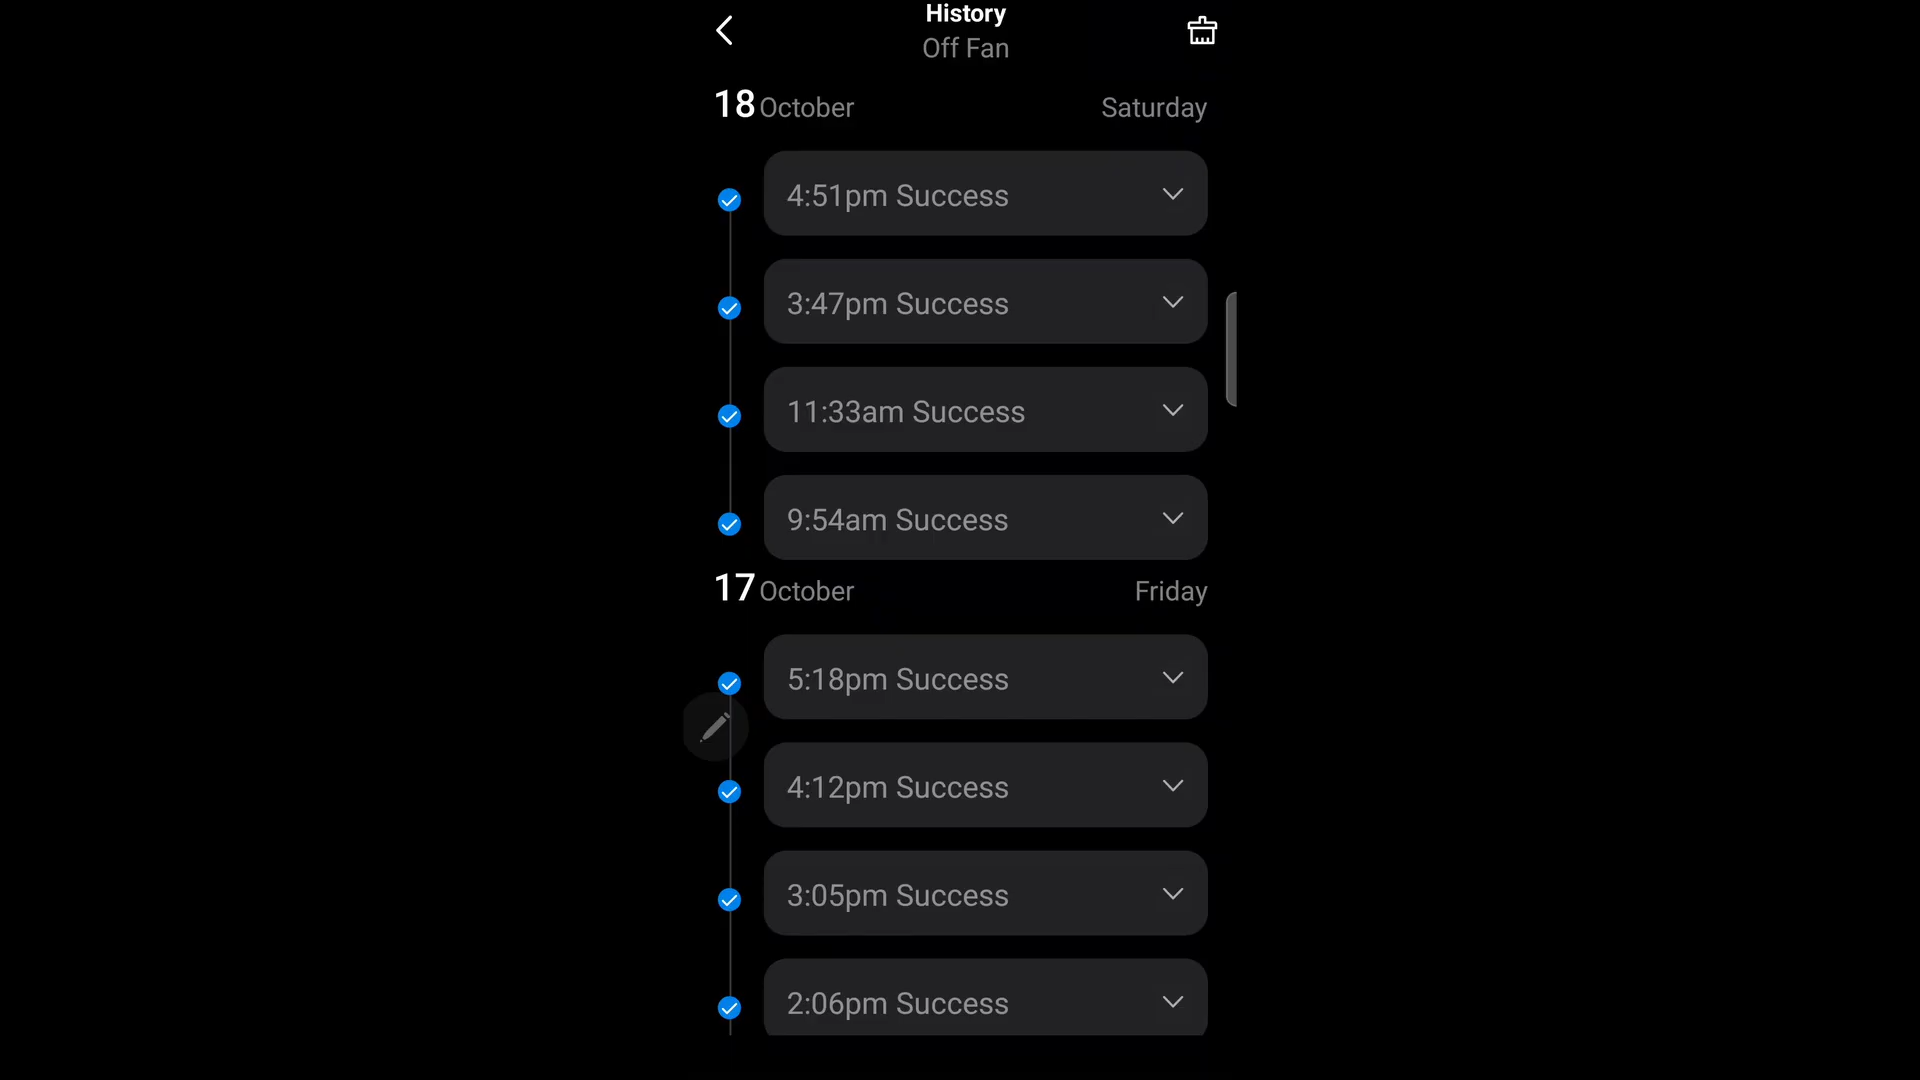 History
Off Fan
18 October Saturday
4:51pm Success
3:47pm Success
11:33am Success
9:54am Success
17 October Friday
5:18pm Success
4:12pm Success
3:05pm Success
2:06pm Success